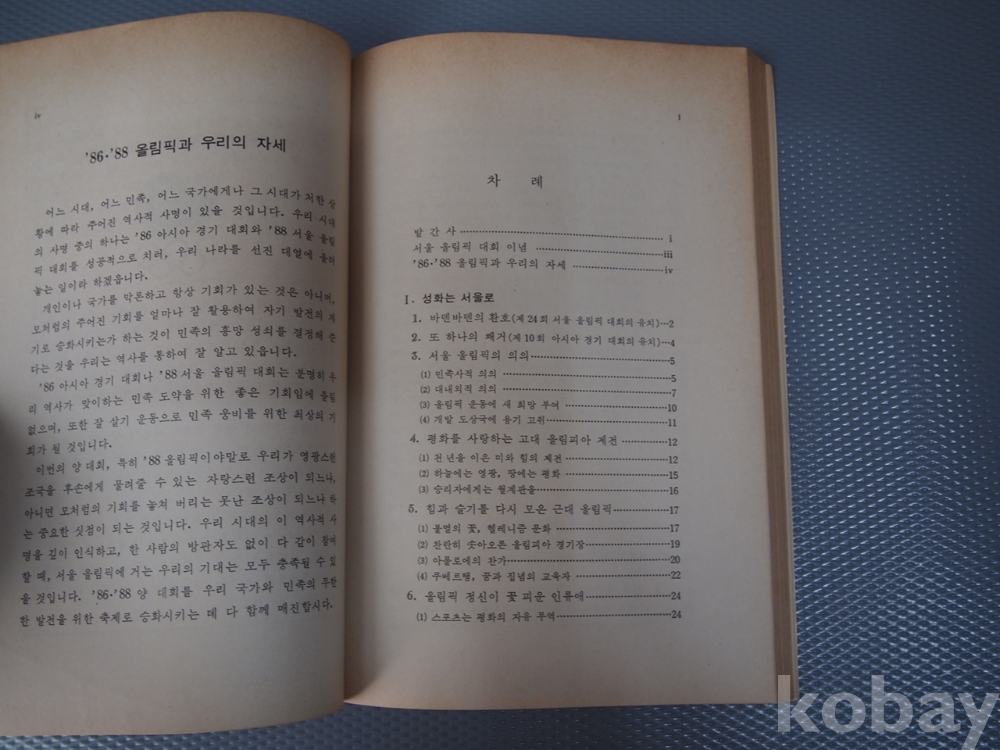 iv
'86·'88 올림픽과 우리의 자세
어느 시대, 어느 민족, 어느 국가에게나 그 시대가 처한 상
황에 따라 주어진 역사적 사명이 있을 것입니다. 우리 시대
의 사명 중의 하나는 '86 아시아 경기 대회와 '88 서울 올림
픽 대회를 성공적으로 치러, 우리 나라를 선진 대열에 올려
놓는 일이라 하겠읍니다.
개인이나 국가를 막론하고 항상 기회가 있는 것은 아니며,
모처럼의 주어진 기회를 얼마나 잘 활용하여 자기 발전의 계
기로 승화시키는가 하는 것이 민족의 흥망 성쇠를 결정해 준
다는 것을 우리는 역사를 통하여 잘 알고 있읍니다.
'86 아시아 경기 대회나 '88 서울 올림픽 대회는 분명히 우
리 역사가 맞이하는 민족 도약을 위한 좋은 기회임에 틀림
없으며, 또한 잘 살기 운동으로 민족 웅비를 위한 최상의 기
회가 될 것입니다.
이번의 양 대회, 특히 '88 올림픽이야말로 우리가 영광스런
조국을 후손에게 물려줄 수 있는 자랑스런 조상이 되느냐,
아니면 모처럼의 기회를 놓쳐 버리는 못난 조상이 되느냐 하
는 중요한 싯점이 되는 것입니다. 우리 시대의 이 역사적 사
명을 깊이 인식하고, 한 사람의 방관자도 없이 다 같이 참여
할 때, 서울 올림픽에 거는 우리의 기대는 모두 충족될 수 있
을 것입니다. '86·'88 양 대회를 우리 국가와 민족의 무한
한 발전을 위한 축제로 승화시키는 데 다 함께 매진합시다.
1
차 례
발 간 사 i
서울 올림픽 대회 이념 iii
'86·'88 올림픽과 우리의 자세 iv
Ⅰ. 성화는 서울로
1. 바덴바덴의 환호(제 24 회 서울 올림픽 대회의 유치) 2
2. 또 하나의 쾌거(제 10 회 아시아 경기 대회의 유치) 4
3. 서울 올림픽의 의의 5
(1) 민족사적 의의 5
(2) 대내외적 의의 7
(3) 올림픽 운동에 새 희망 부여 10
(4) 개발 도상국에 용기 고취 11
4. 평화를 사랑하는 고대 올림피아 제전 12
(1) 천 년을 이은 미와 힘의 제전 12
(2) 하늘에는 영광, 땅에는 평화 15
(3) 승리자에게는 월계관을 16
5. 힘과 슬기를 다시 모은 근대 올림픽 17
(1) 불멸의 꽃, 헬레니즘 문화 17
(2) 찬란히 솟아오른 올림피아 경기장 19
(3) 아폴로에의 찬가 20
(4) 쿠베르탱, 꿈과 집념의 교육자 22
6. 올림픽 정신이 꽃 피운 인류애 24
(1) 스포츠는 평화의 자유 무역 24
kobay